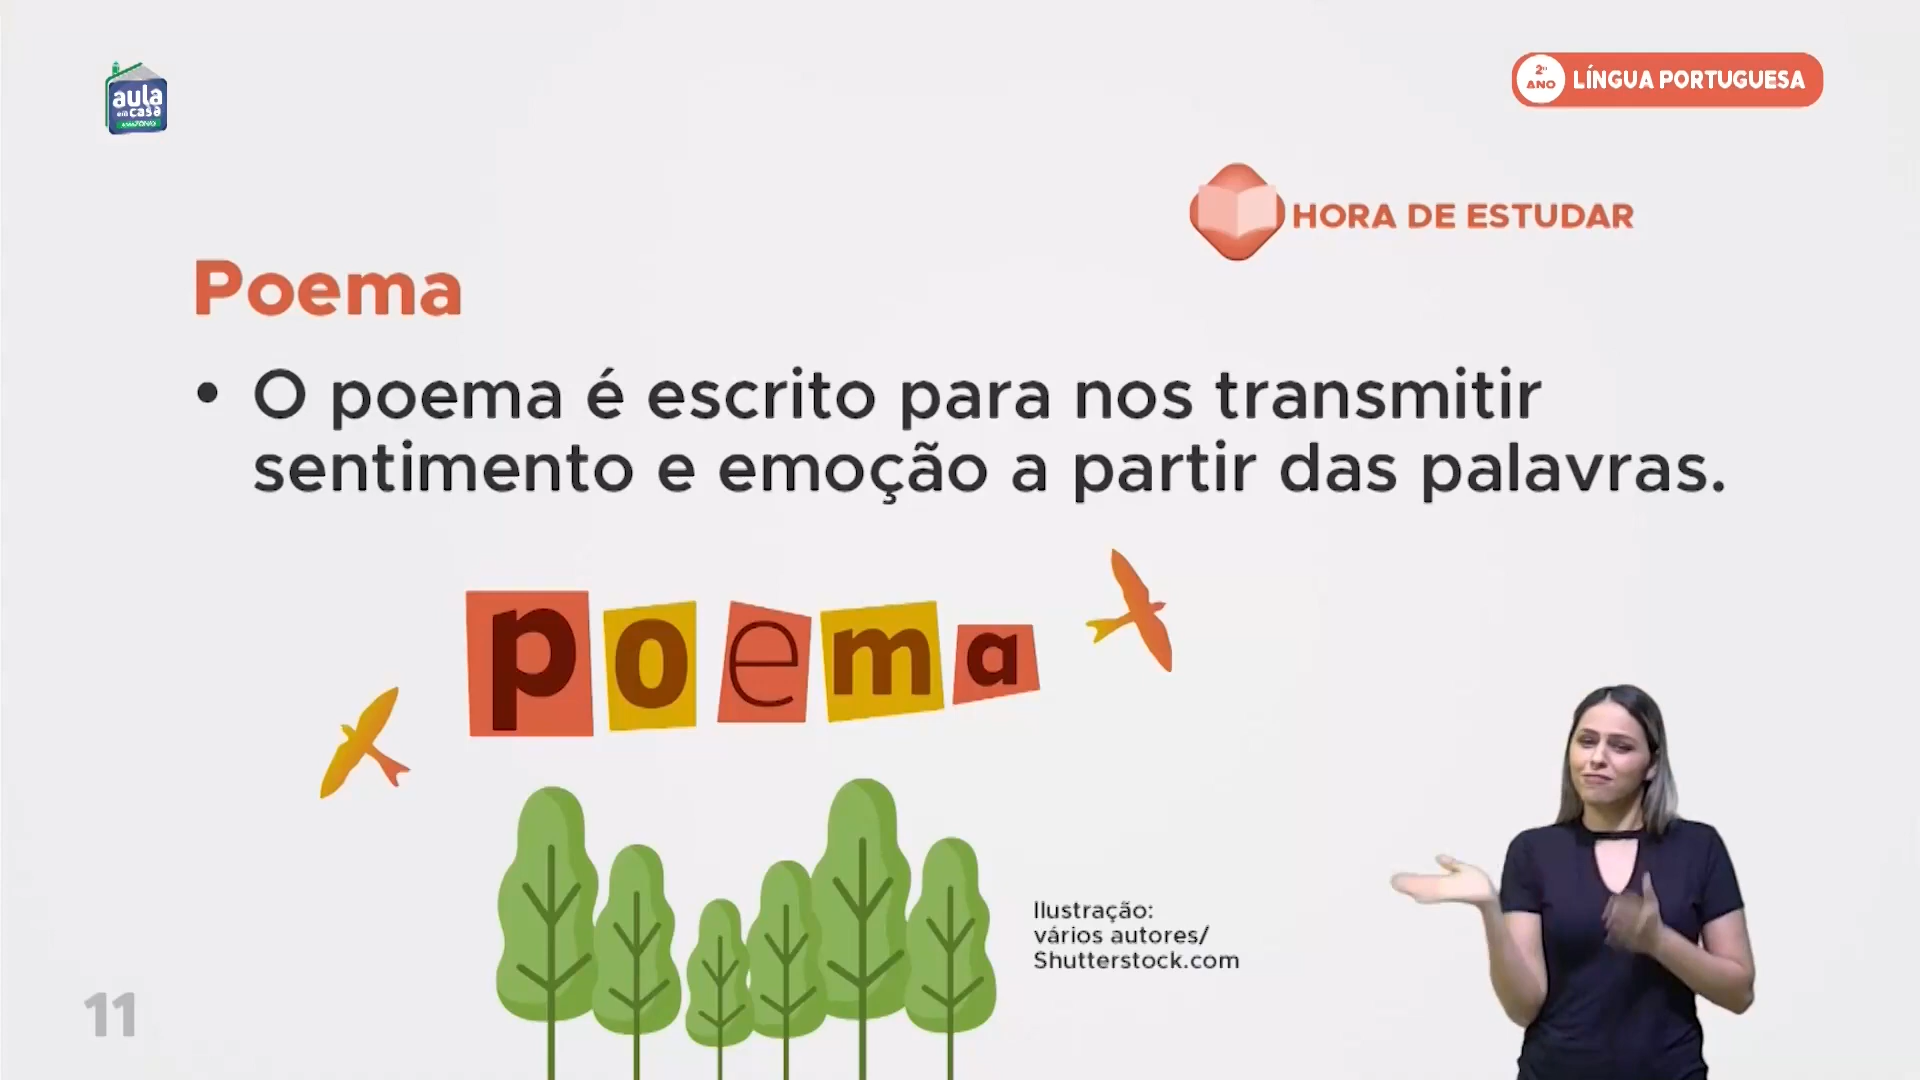 aula
em casa
2º
ANO
LÍNGUA PORTUGUESA
HORA DE ESTUDAR
Poema
• O poema é escrito para nos transmitir
sentimento e emoção a partir das palavras.
poema
Ilustração:
vários autores/
Shutterstock.com
11